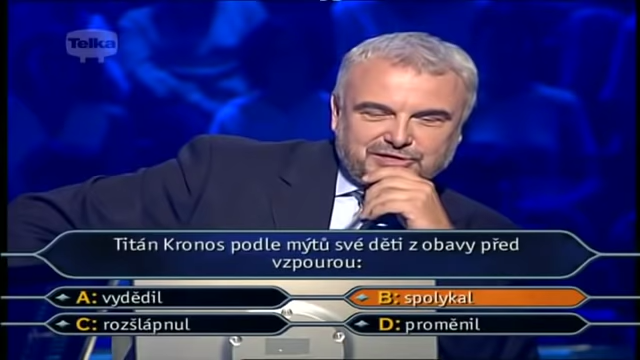 Telka
Titán Kronos podle mýtů své děti z obavy před
vzpourou:
A: vydědil
B: spolykal
C: rozšlápnul
D: proměnil